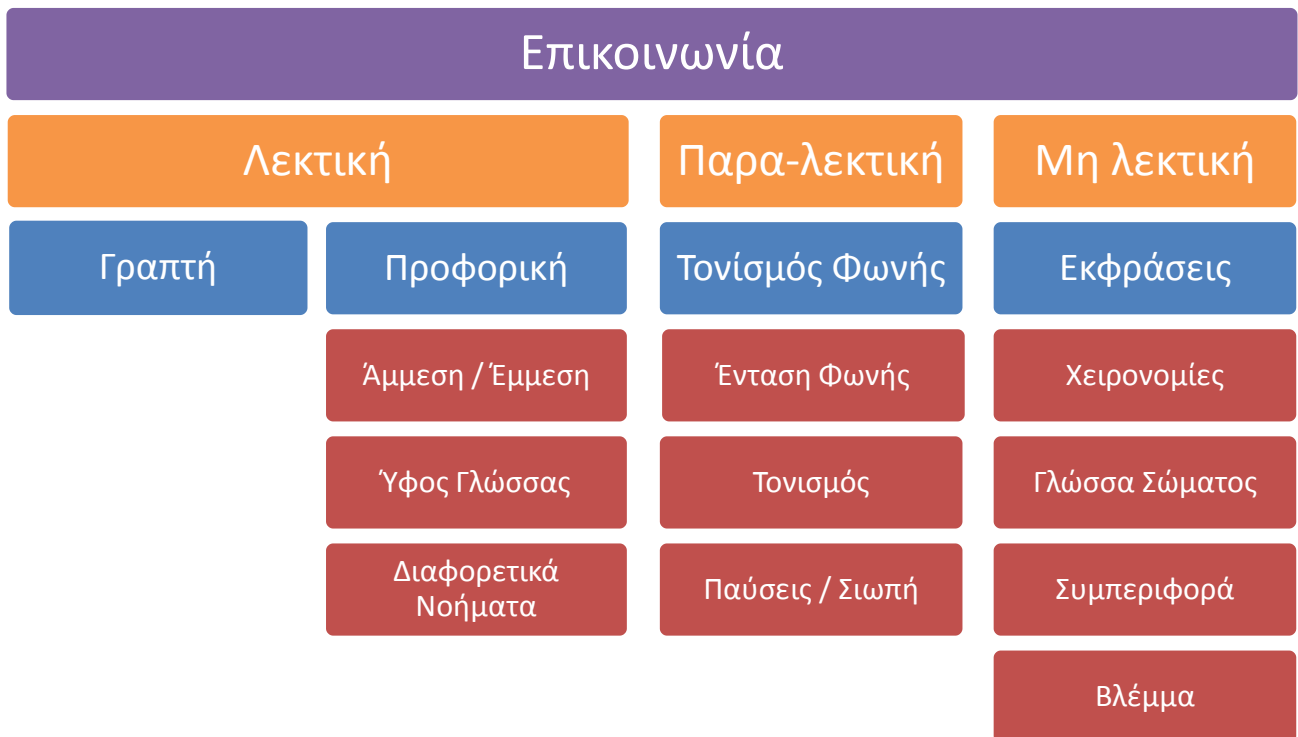 Επικοινωνία
Λεκτική
Παρα-λεκτική
Μη λεκτική
Γραπτή
Προφορική
Τονίσμός Φωνής
Εκφράσεις
Άμμεση / Έμμεση
Ένταση Φωνής
Χειρονομίες
Ύφος Γλώσσας
Τονισμός
Γλώσσα Σώματος
Διαφορετικά
Νοήματα
Παύσεις / Σιωπή
Συμπεριφορά
Βλέμμα